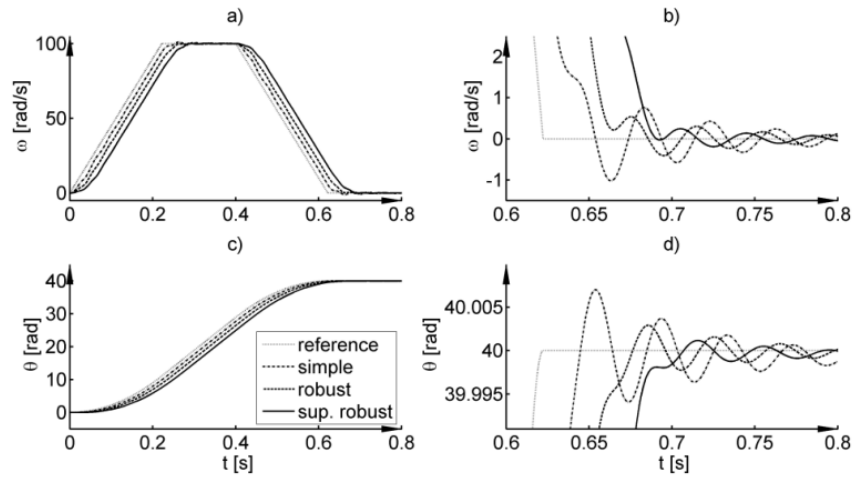 a)
100
50
0
ω [rad/s]
0 0.2 0.4 0.6 0.8
b)
2
1
0
-1
ω [rad/s]
0.6 0.65 0.7 0.75 0.8
c)
40
30
20
10
0
θ [rad]
reference
simple
robust
sup. robust
0 0.2 0.4 0.6 0.8
t [s]
d)
40.005
40
39.995
θ [rad]
0.6 0.65 0.7 0.75 0.8
t [s]